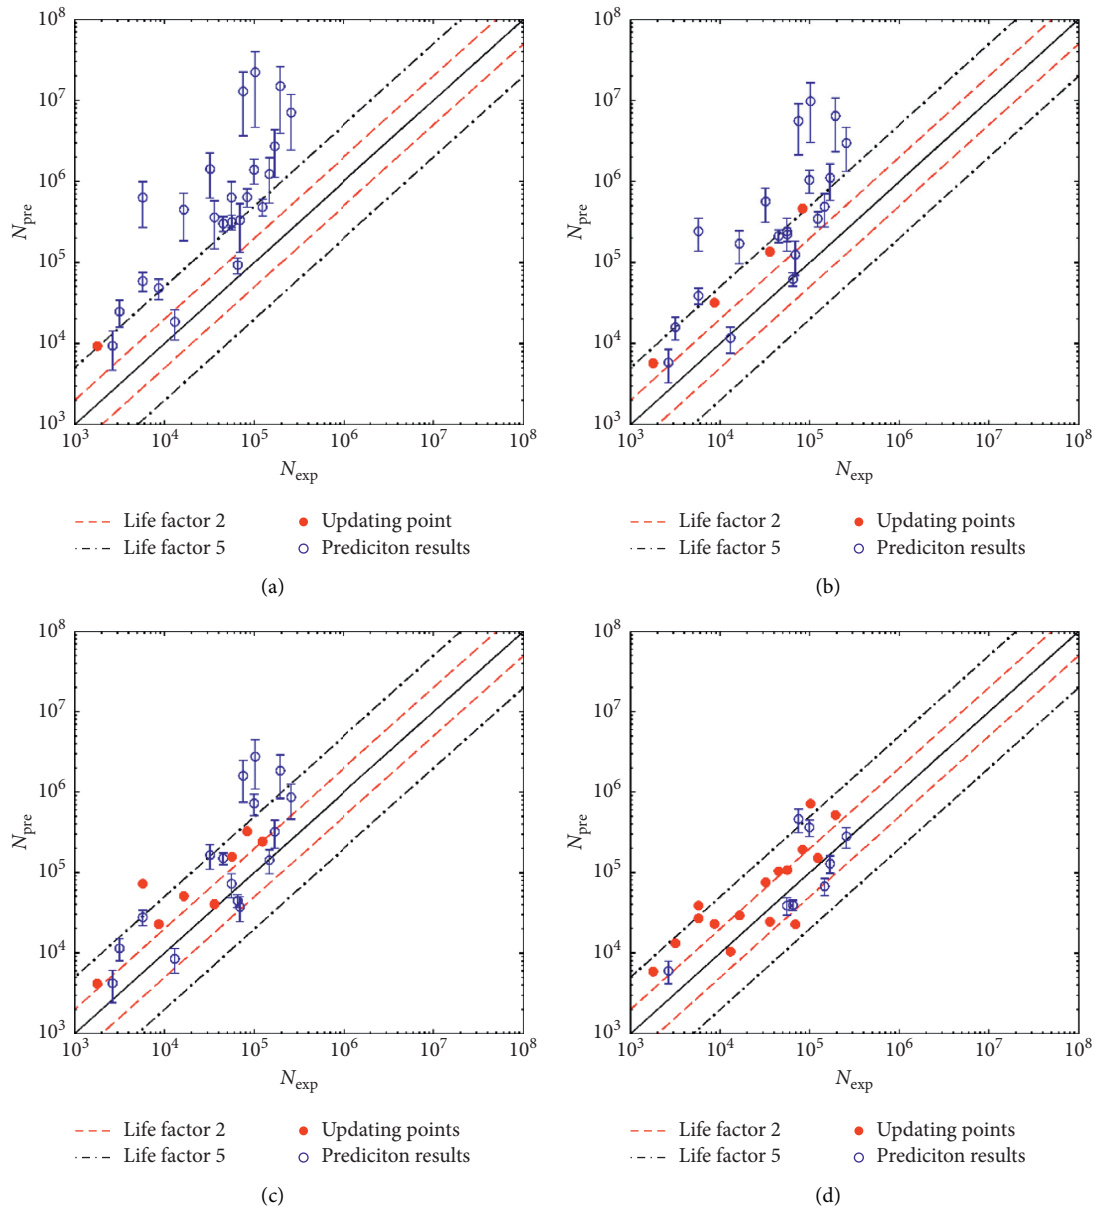 10^8
10^7
10^6
10^5
10^4
10^3
N_pre
10^3 10^4 10^5 10^6 10^7 10^8
N_exp
Life factor 2
Life factor 5
Updating point
Prediciton results
(a)
10^8
10^7
10^6
10^5
10^4
10^3
N_pre
10^3 10^4 10^5 10^6 10^7 10^8
N_exp
Life factor 2
Life factor 5
Updating points
Prediciton results
(b)
10^8
10^7
10^6
10^5
10^4
10^3
N_pre
10^3 10^4 10^5 10^6 10^7 10^8
N_exp
Life factor 2
Life factor 5
Updating points
Prediciton results
(c)
10^8
10^7
10^6
10^5
10^4
10^3
N_pre
10^3 10^4 10^5 10^6 10^7 10^8
N_exp
Life factor 2
Life factor 5
Updating points
Prediciton results
(d)